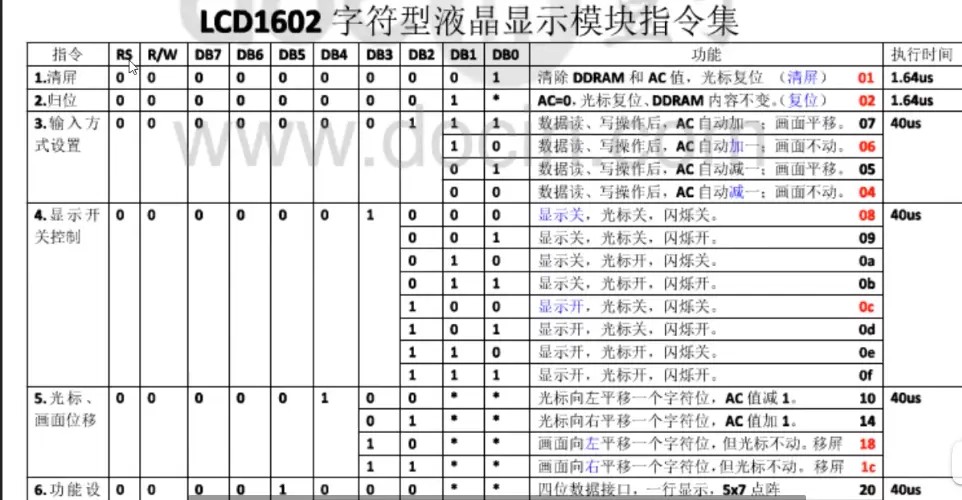 LCD1602 字符型液晶显示模块指令集
指令 RS R/W DB7 DB6 DB5 DB4 DB3 DB2 DB1 DB0 功能 执行时间
1.清屏 0 0 0 0 0 0 0 0 0 1 清除 DDRAM 和 AC 值，光标复位 （清屏） 01 1.64us
2.归位 0 0 0 0 0 0 0 0 1 * AC=0，光标复位、DDRAM 内容不变。（复位） 02 1.64us
3.输入方 0 0 0 0 0 0 0 1 1 1 数据读、写操作后，AC 自动加一；画面平移。 07 40us
式设置 1 0 数据读、写操作后，AC 自动加一；画面不动。 06
0 1 数据读、写操作后，AC 自动减一；画面平移。 05
0 0 数据读、写操作后，AC 自动减一；画面不动。 04
4.显示开 0 0 0 0 0 0 1 0 0 0 显示关，光标关，闪烁关。 08 40us
关控制 0 0 1 显示关，光标关，闪烁开。 09
0 1 0 显示关，光标开，闪烁关。 0a
0 1 1 显示关，光标开，闪烁开。 0b
1 0 0 显示开，光标关，闪烁关。 0c
1 0 1 显示开，光标关，闪烁开。 0d
1 1 0 显示开，光标开，闪烁关。 0e
1 1 1 显示开，光标开，闪烁开。 0f
5.光标、 0 0 0 0 0 1 0 0 * * 光标向左平移一个字符位，AC 值减 1。 10 40us
画面位移 0 1 * * 光标向右平移一个字符位，AC 值加 1。 14
1 0 * * 画面向左平移一个字符位，但光标不动。移屏 18
1 1 * * 画面向右平移一个字符位，但光标不动。移屏 1c
6.功能设 0 0 0 0 1 0 0 0 * * 四位数据接口，一行显示，5x7 点阵 20 40us
www.docin.com